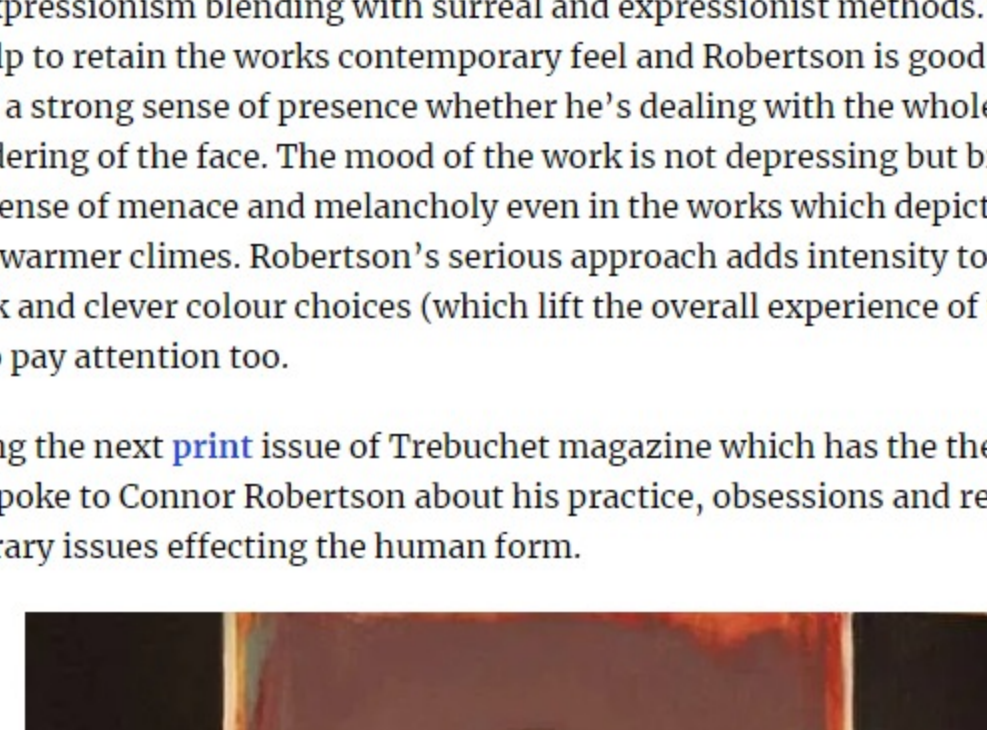 xpressionism blending with surreal and expressionist methods.
lp to retain the works contemporary feel and Robertson is good
a strong sense of presence whether he’s dealing with the whole
dering of the face. The mood of the work is not depressing but b
ense of menace and melancholy even in the works which depict
warmer climes. Robertson’s serious approach adds intensity to
k and clever colour choices (which lift the overall experience of
pay attention too.
ng the next print issue of Trebuchet magazine which has the the
poke to Connor Robertson about his practice, obsessions and re
rary issues effecting the human form.